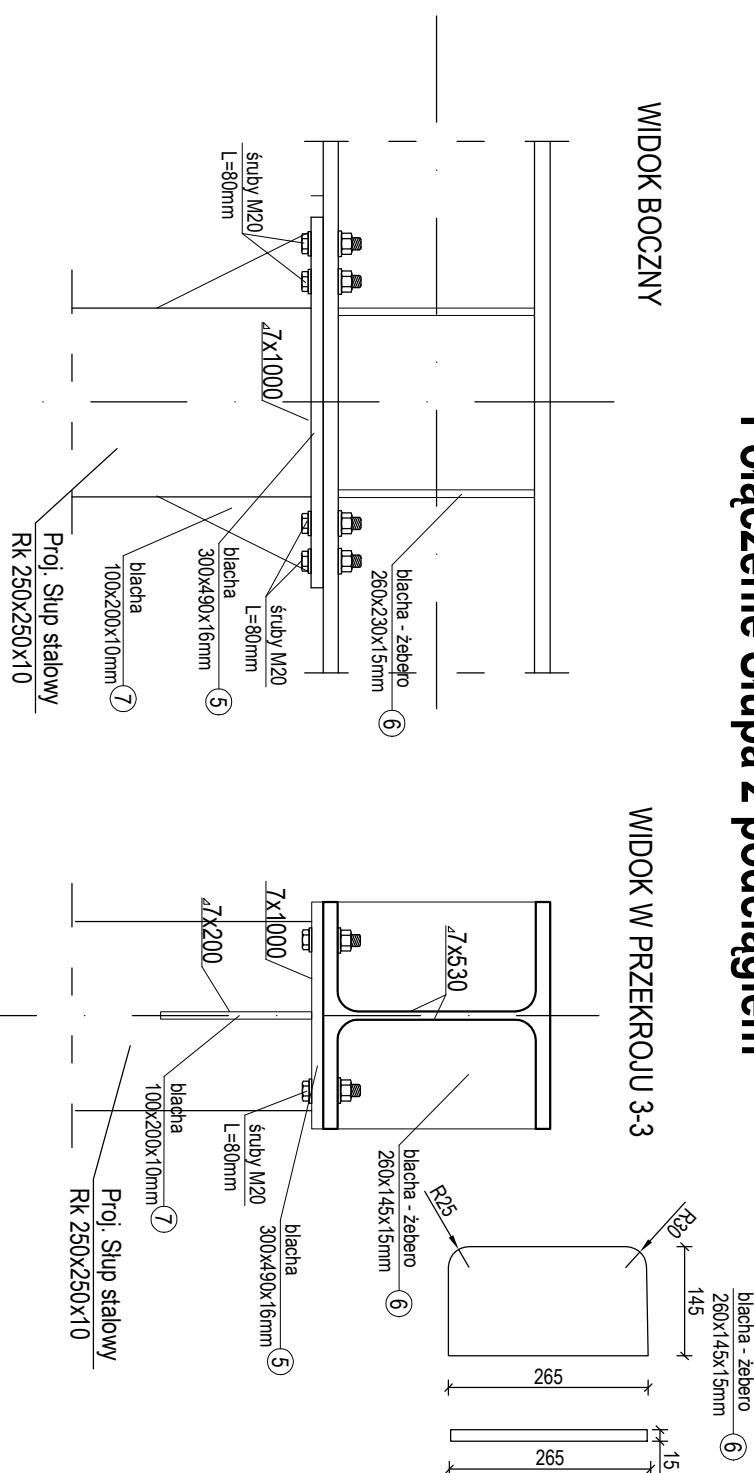 Połączenie słupa z podciągiem
WIDOK BOCZNY
śruby M20
L=80mm
⊿7x1000
blacha - żebero
260x230x15mm
6
śruby M20
L=80mm
blacha
300x490x16mm
5
blacha
100x200x10mm
7
Proj. Słup stalowy
Rk 250x250x10
WIDOK W PRZEKROJU 3-3
⊿7x530
7x1000
⊿7x200
blacha - żebero
260x145x15mm
6
blacha
300x490x16mm
5
śruby M20
L=80mm
blacha
100x200x10mm
7
Proj. Słup stalowy
Rk 250x250x10
blacha - żebero
260x145x15mm
6
R25
R30
145
265
15
265